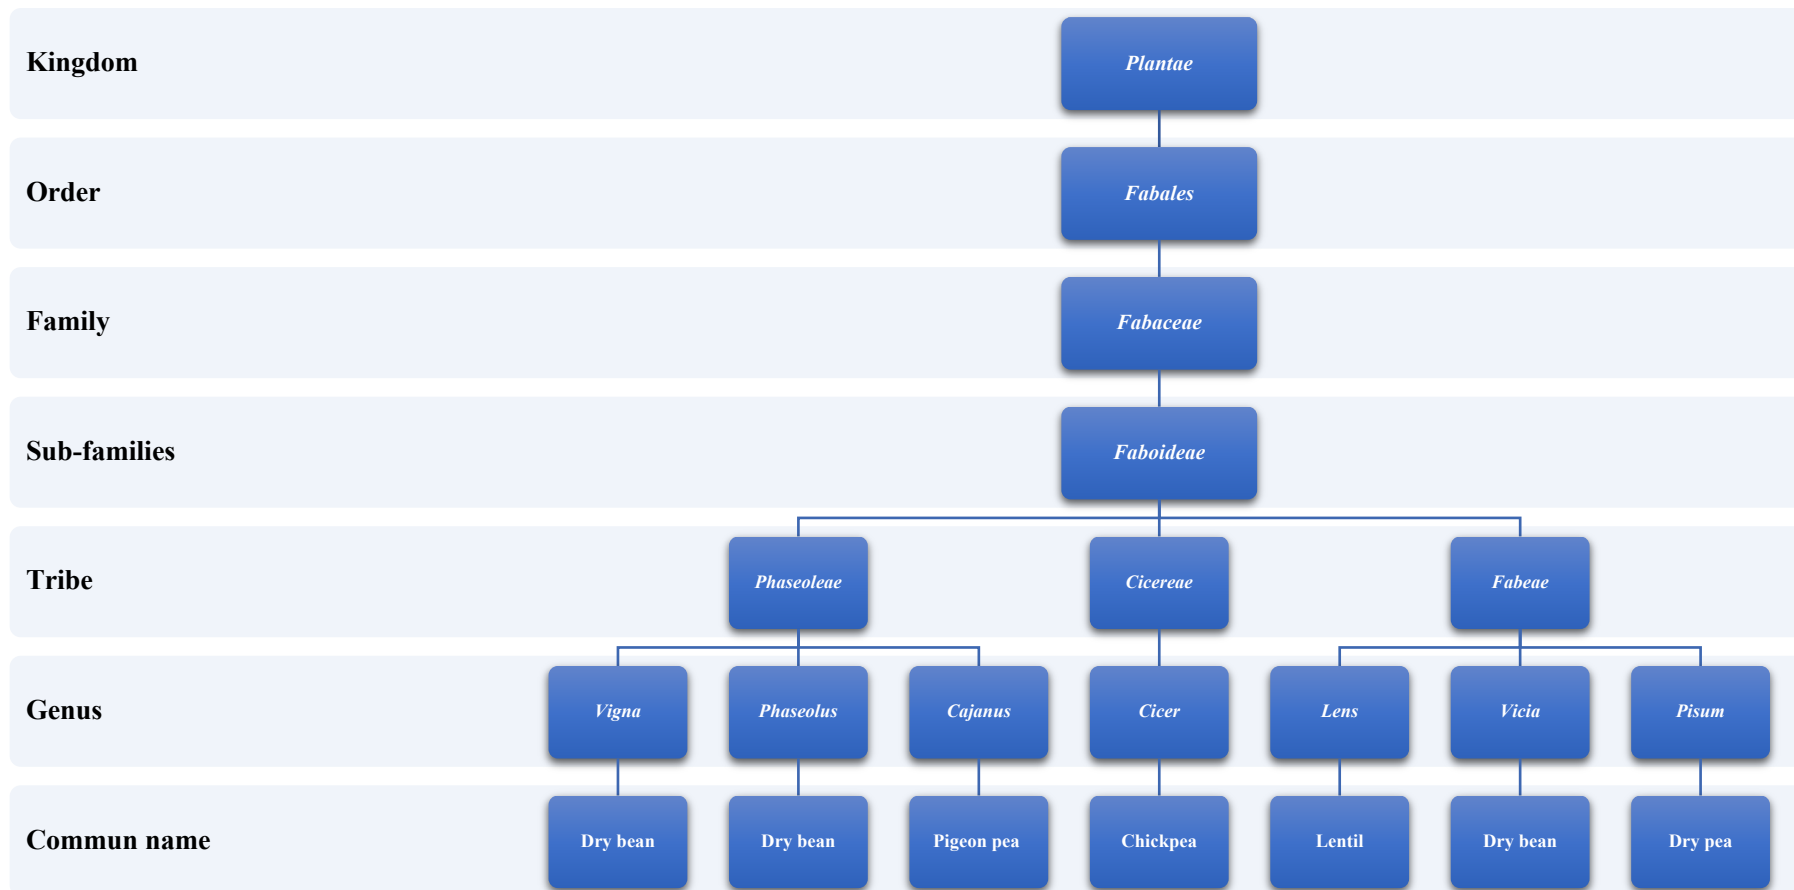 Kingdom
Plantae
Order
Fabales
Family
Fabaceae
Sub-families
Faboideae
Tribe
Phaseoleae Cicereae Fabeae
Genus
Vigna Phaseolus Cajanus Cicer Lens Vicia Pisum
Commun name
Dry bean Dry bean Pigeon pea Chickpea Lentil Dry bean Dry pea